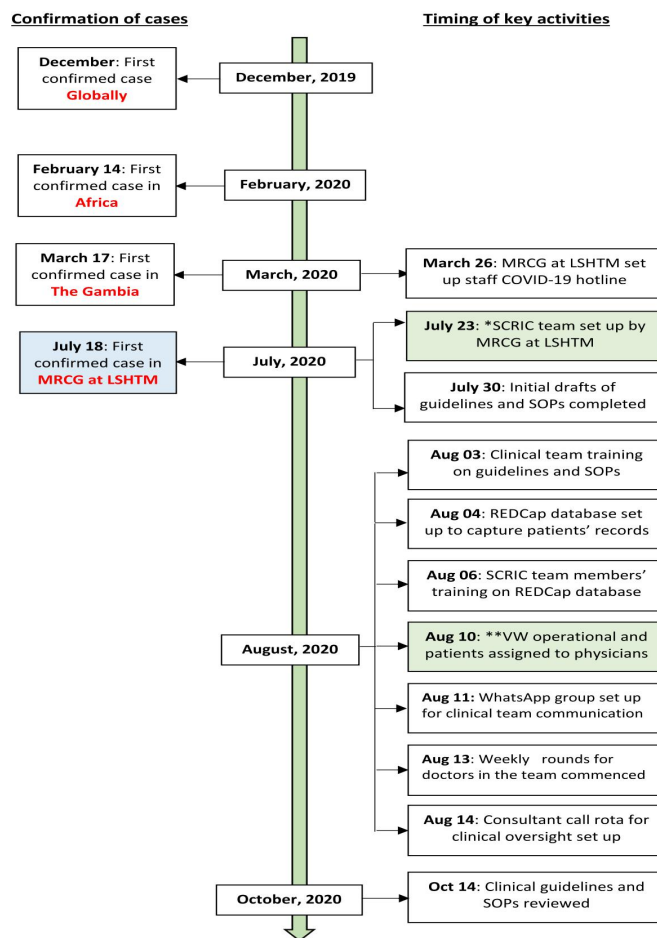 Confirmation of cases
Timing of key activities
December: First
confirmed case
Globally
December, 2019
February 14: First
confirmed case in
Africa
February, 2020
March 17: First
confirmed case in
The Gambia
March, 2020
March 26: MRCG at LSHTM set
up staff COVID-19 hotline
July 18: First
confirmed case in
MRCG at LSHTM
July, 2020
July 23: *SCRIC team set up by
MRCG at LSHTM
July 30: Initial drafts of
guidelines and SOPs completed
August, 2020
Aug 03: Clinical team training
on guidelines and SOPs
Aug 04: REDCap database set
up to capture patients’ records
Aug 06: SCRIC team members’
training on REDCap database
Aug 10: **VW operational and
patients assigned to physicians
Aug 11: WhatsApp group set up
for clinical team communication
Aug 13: Weekly rounds for
doctors in the team commenced
Aug 14: Consultant call rota for
clinical oversight set up
October, 2020
Oct 14: Clinical guidelines and
SOPs reviewed